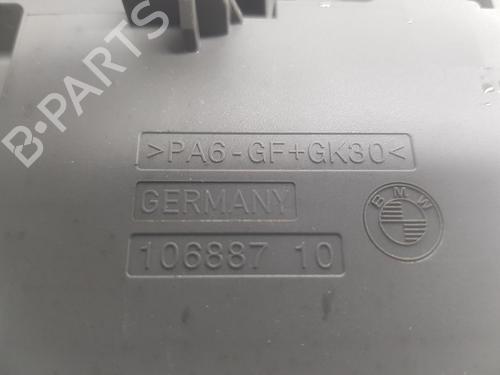 B-PARTS
>PA6-GF+GK30<
GERMANY
106887 10
BMW